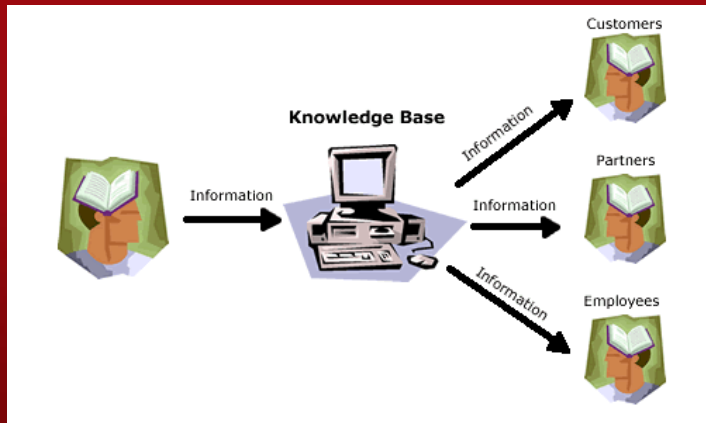 Customers
Knowledge Base
Information
Partners
Information
Information
Employees
Information